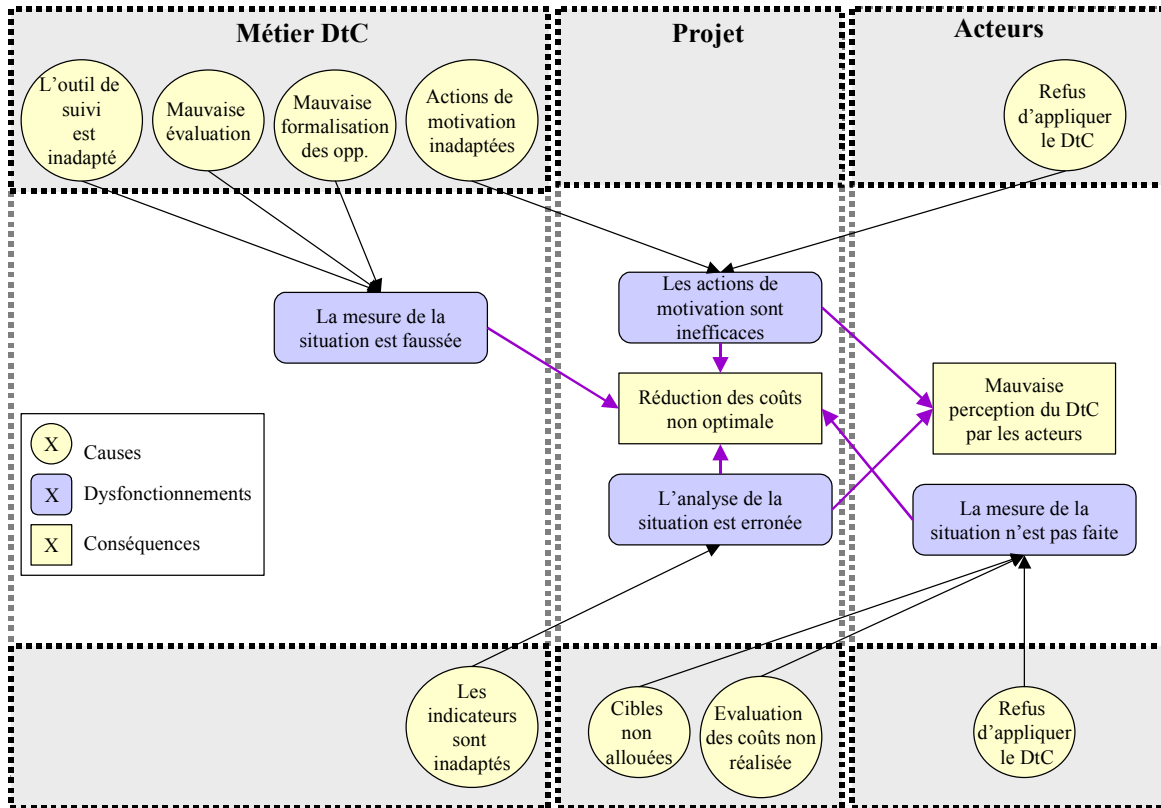 Métier DtC
Projet
Acteurs
L’outil de
suivi
est
inadapté
Mauvaise
évaluation
Mauvaise
formalisation
des opp.
Actions de
motivation
inadaptées
Refus
d’appliquer
le DtC
La mesure de la
situation est faussée
Les actions de
motivation sont
inefficaces
Réduction des coûts
non optimale
Mauvaise
perception du DtC
par les acteurs
X
Causes
X
Dysfonctionnements
X
Conséquences
L’analyse de la
situation est erronée
La mesure de la
situation n’est pas faite
Les
indicateurs
sont
inadaptés
Cibles
non
allouées
Evaluation
des coûts non
réalisée
Refus
d’appliquer
le DtC